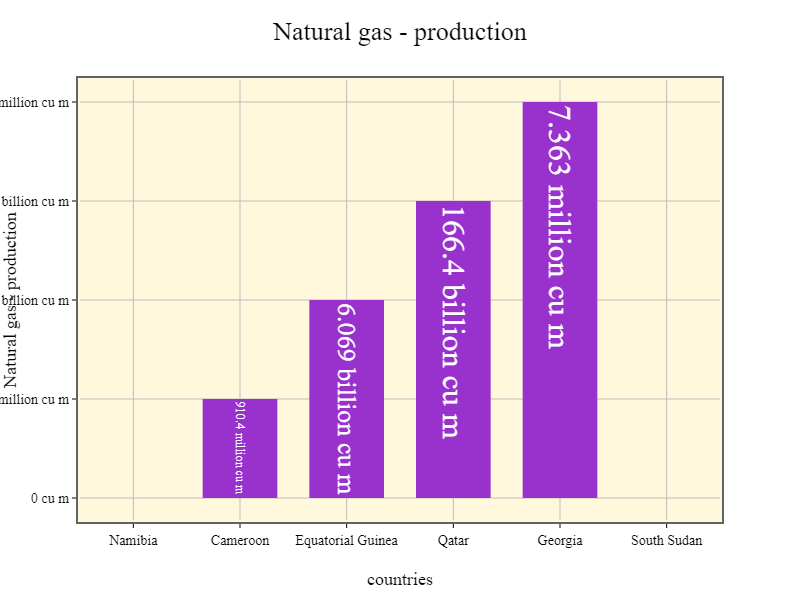 Natural gas - production
million cu m
billion cu m
billion cu m
million cu m
0 cu m
Natural gas - production
910.4 million cu m
6.069 billion cu m
166.4 billion cu m
7.363 million cu m
Namibia
Cameroon
Equatorial Guinea
Qatar
Georgia
South Sudan
countries